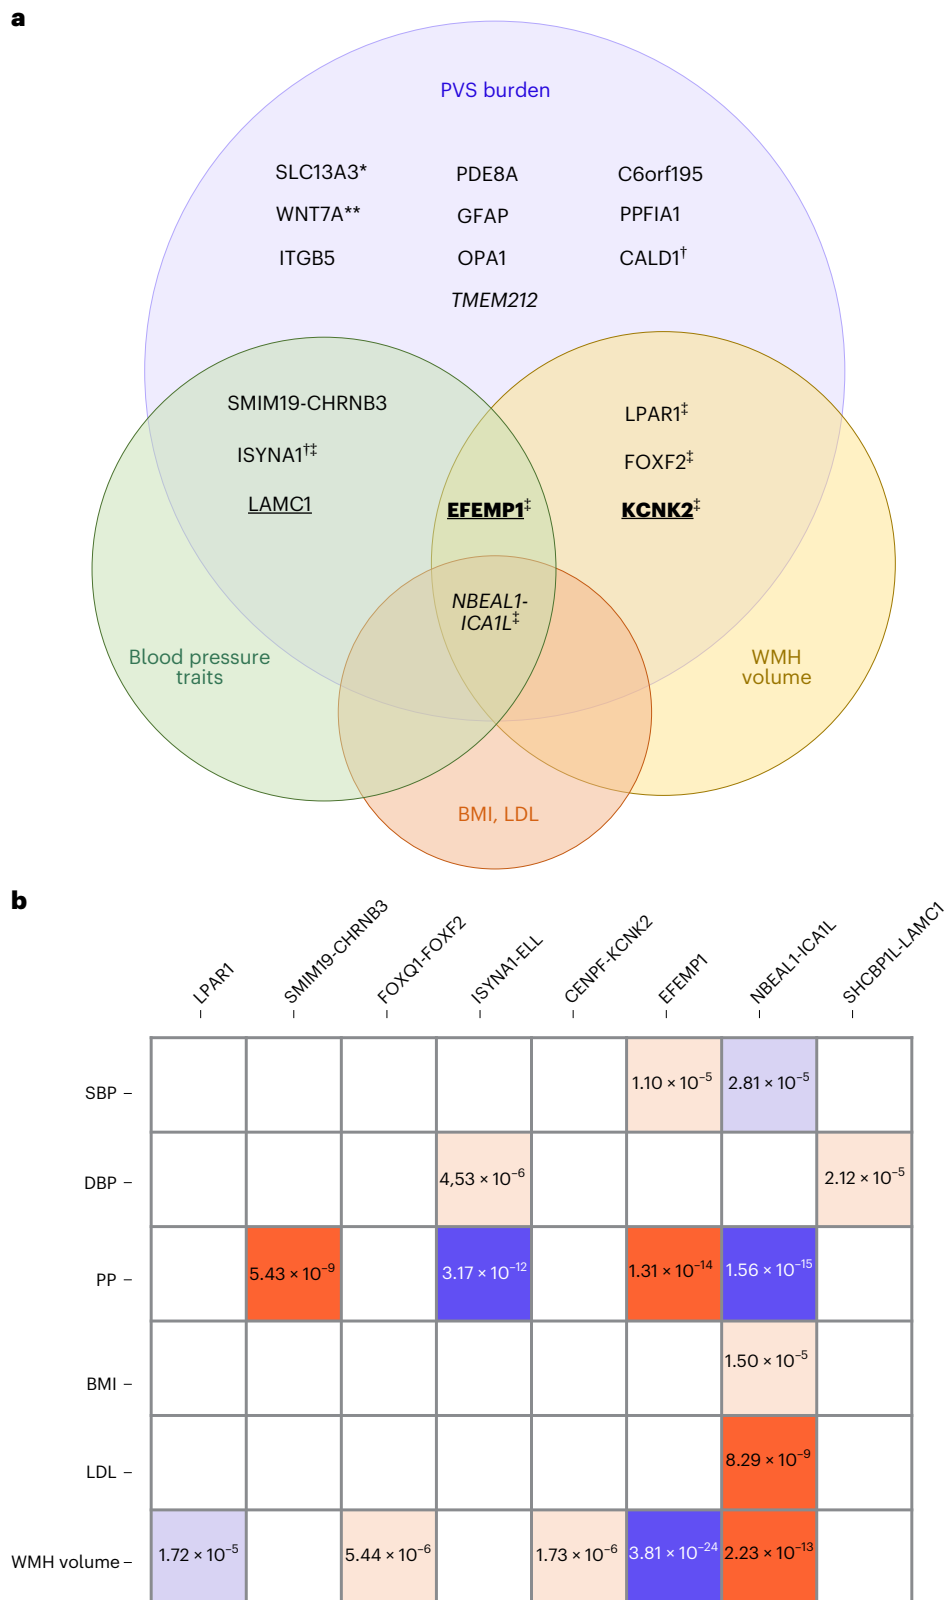 a
PVS burden
SLC13A3* PDE8A C6orf195
WNT7A** GFAP PPFIA1
ITGB5 OPA1 CALD1†
TMEM212
SMIM19-CHRNB3
LPAR1‡
ISYNA1†‡
FOXF2‡
LAMC1 EFEMP1‡ KCNK2‡
NBEAL1-
ICA1L‡
Blood pressure
traits
WMH
volume
BMI, LDL
b
LPAR1 SMIM19-CHRNB3 FOXQ1-FOXF2 ISYNA1-ELL CENPF-KCNK2 EFEMP1 NBEAL1-ICA1L SHCBP1L-LAMC1
SBP 1.10 × 10⁻⁵ 2.81 × 10⁻⁵
DBP 4,53 × 10⁻⁶ 2.12 × 10⁻⁵
PP 5.43 × 10⁻⁹ 3.17 × 10⁻¹² 1.31 × 10⁻¹⁴ 1.56 × 10⁻¹⁵
BMI 1.50 × 10⁻⁵
LDL 8.29 × 10⁻⁹
WMH volume 1.72 × 10⁻⁵ 5.44 × 10⁻⁶ 1.73 × 10⁻⁶ 3.81 × 10⁻²⁴ 2.23 × 10⁻¹³